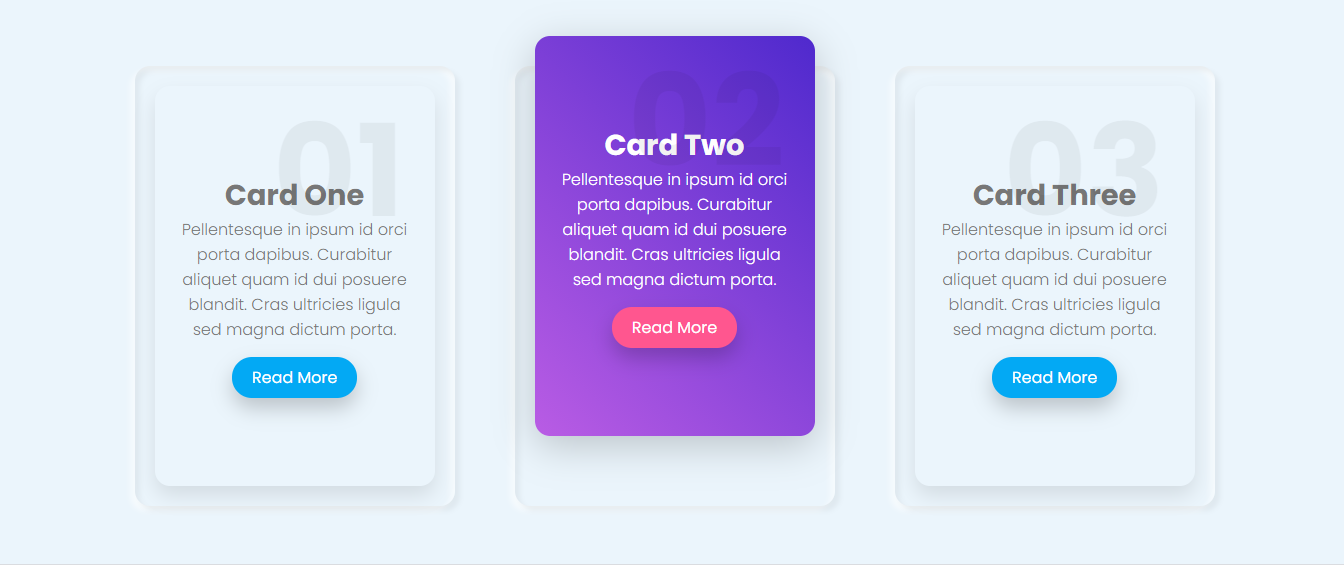 01
Card One
Pellentesque in ipsum id orci
porta dapibus. Curabitur
aliquet quam id dui posuere
blandit. Cras ultricies ligula
sed magna dictum porta.
Read More
02
Card Two
Pellentesque in ipsum id orci
porta dapibus. Curabitur
aliquet quam id dui posuere
blandit. Cras ultricies ligula
sed magna dictum porta.
Read More
03
Card Three
Pellentesque in ipsum id orci
porta dapibus. Curabitur
aliquet quam id dui posuere
blandit. Cras ultricies ligula
sed magna dictum porta.
Read More